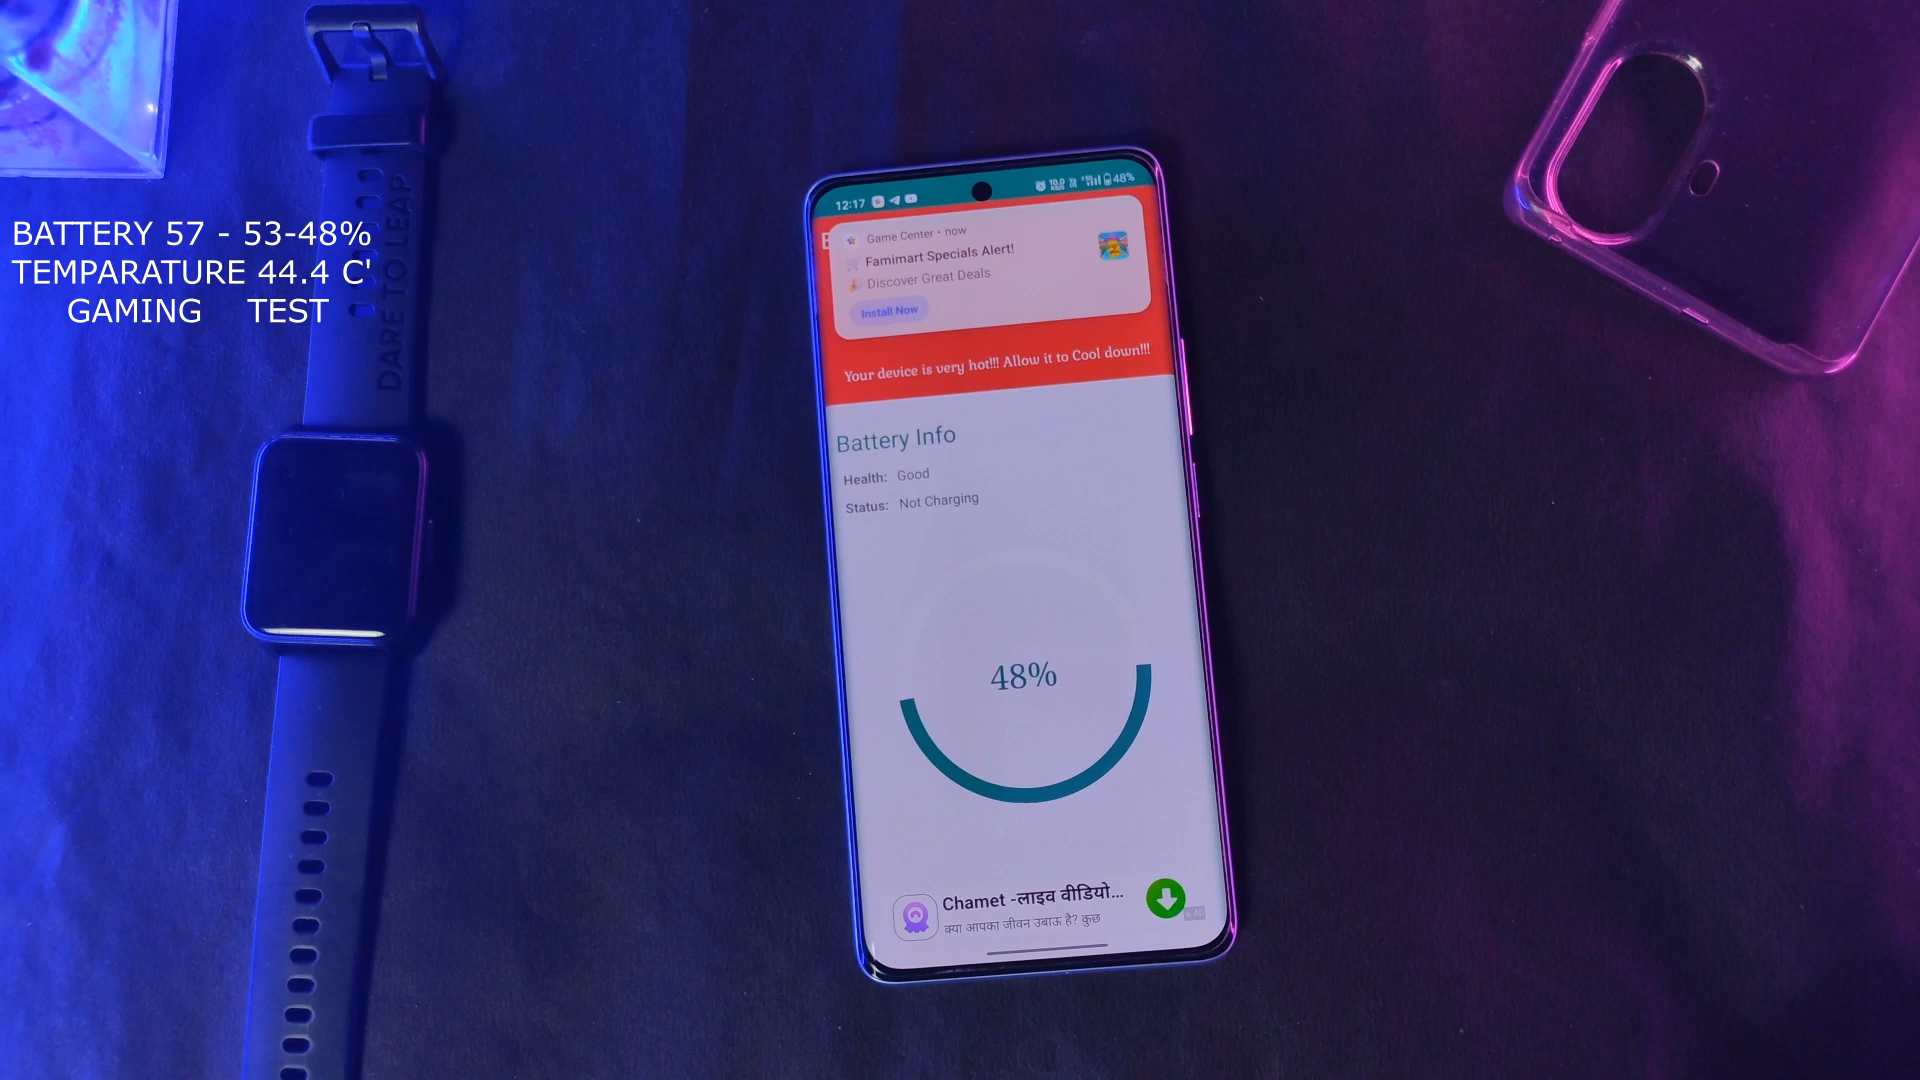 BATTERY 57 - 53-48%
TEMPARATURE 44.4 C'
GAMING TEST
DARE TO LEAP
12:17
48%
Game Center • now
Famimart Specials Alert!
Discover Great Deals
Install Now
Your device is very hot!!! Allow it to Cool down!!!
Battery Info
Health: Good
Status: Not Charging
48%
Chamet -लाइव वीडियो...
क्या आपका जीवन उबाऊ है? कुछ